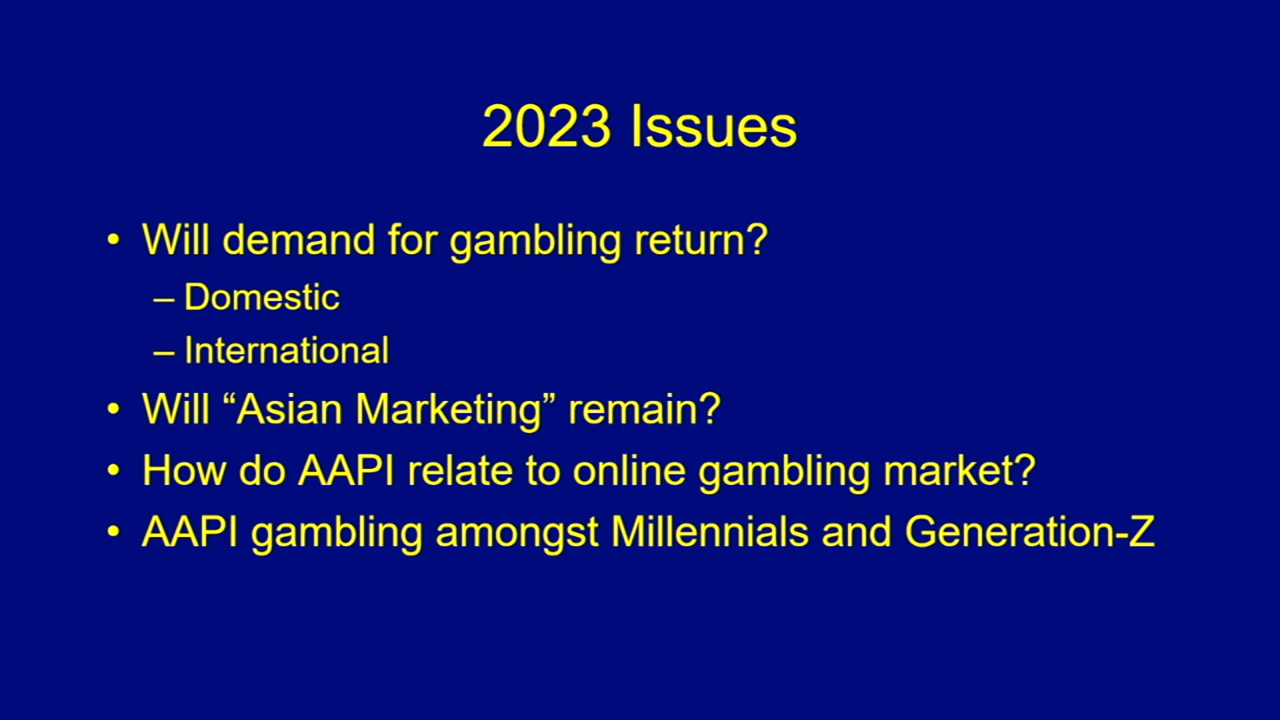 2023 Issues
• Will demand for gambling return?
– Domestic
– International
• Will “Asian Marketing” remain?
• How do AAPI relate to online gambling market?
• AAPI gambling amongst Millennials and Generation-Z